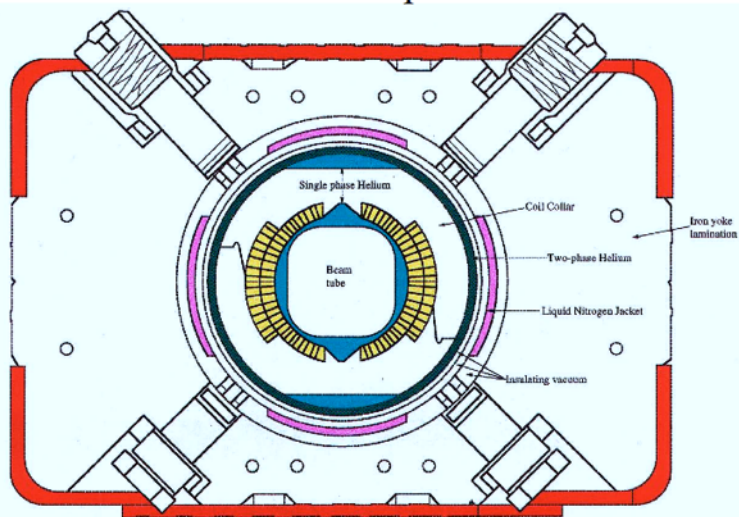 Single phase Helium
Coil Collar
Iron yoke
lamination
Two-phase Helium
Beam
tube
Liquid Nitrogen Jacket
Insulating vacuum